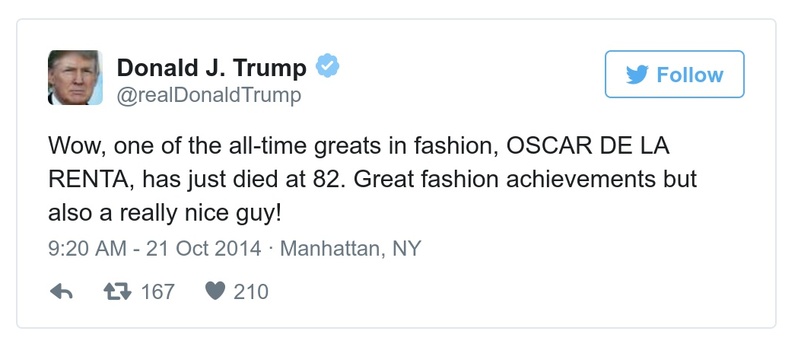 Donald J. Trump
@realDonaldTrump
Follow
Wow, one of the all-time greats in fashion, OSCAR DE LA
RENTA, has just died at 82. Great fashion achievements but
also a really nice guy!
9:20 AM - 21 Oct 2014 · Manhattan, NY
167 210